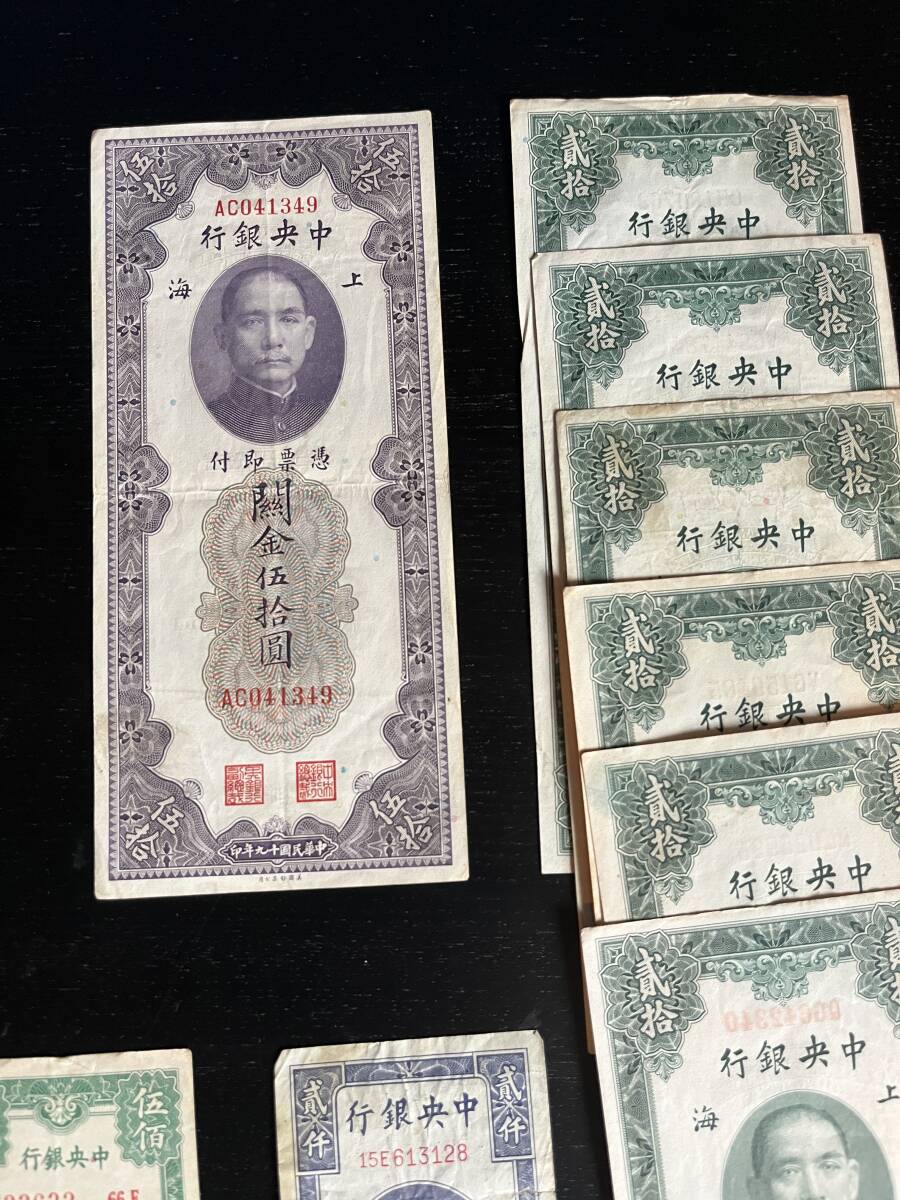 伍拾
伍拾
AC041349
中央銀行
上海
憑票即付
關金伍拾圓
AC041349
伍拾
伍拾
中華民國十九年印
貳拾
貳拾
中央銀行
貳拾
貳拾
中央銀行
貳拾
貳拾
中央銀行
貳拾
貳拾
中央銀行
貳拾
中央銀行
貳拾
中央銀行
上海
伍佰
中央銀行
貳仟
貳仟
中央銀行
15E613128